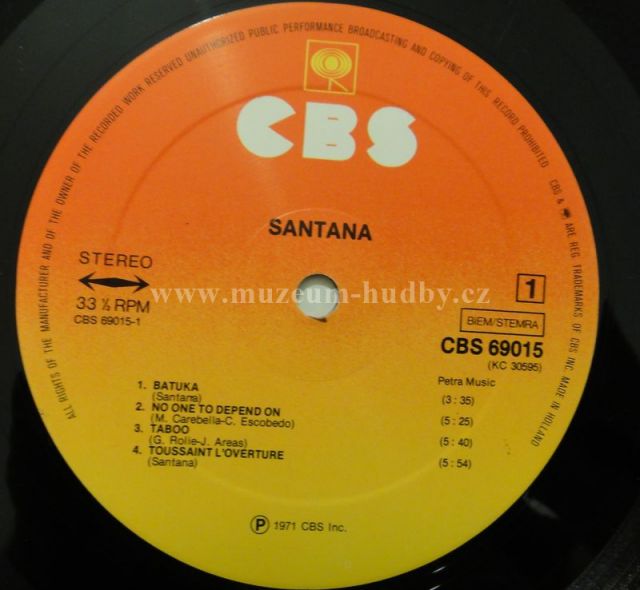 ALL RIGHTS OF THE MANUFACTURER AND OF THE OWNER OF THE RECORDED WORK RESERVED UNAUTHORIZED PUBLIC PERFORMANCE BROADCASTING AND COPYING OF THIS RECORD PROHIBITED CBS & ARE REG. TRADEMARKS OF CBS INC. MADE IN HOLLAND
CBS
SANTANA
STEREO
33 ⅓ RPM
CBS 69015-1
www.muzeum-hudby.cz
1
BIEM/STEMRA
CBS 69015
(KC 30595)
Petra Music
1. BATUKA (3:35)
(Santana)
2. NO ONE TO DEPEND ON (5:25)
(M. Carebella-C. Escobedo)
3. TABOO (5:40)
(G. Rolie-J. Areas)
4. TOUSSAINT L'OVERTURE (5:54)
(Santana)
Ⓟ 1971 CBS Inc.